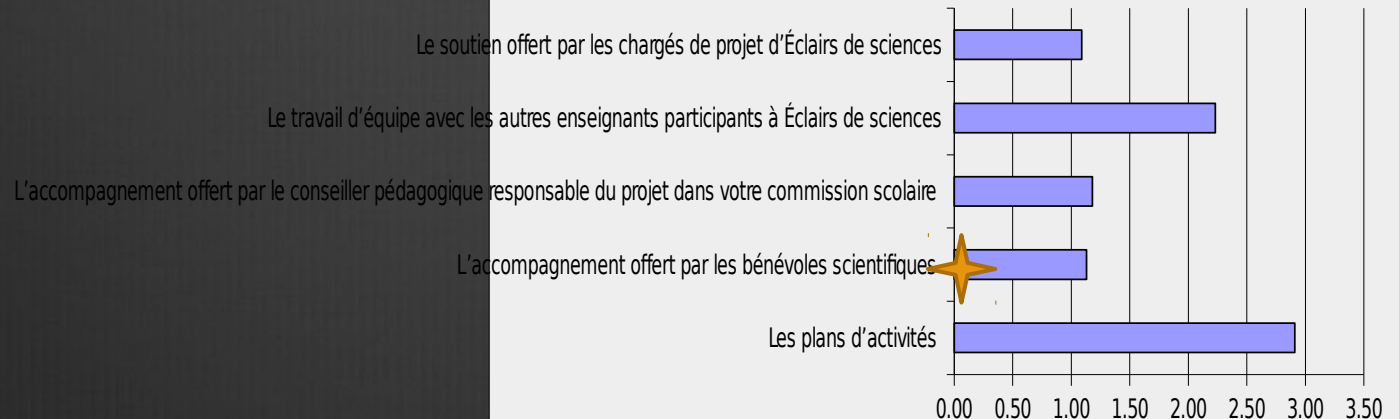 Le soutien offert par les chargés de projet d’Éclairs de sciences
Le travail d’équipe avec les autres enseignants participants à Éclairs de sciences
L’accompagnement offert par le conseiller pédagogique responsable du projet dans votre commission scolaire
L’accompagnement offert par les bénévoles scientifiques
Les plans d’activités
0.00 0.50 1.00 1.50 2.00 2.50 3.00 3.50